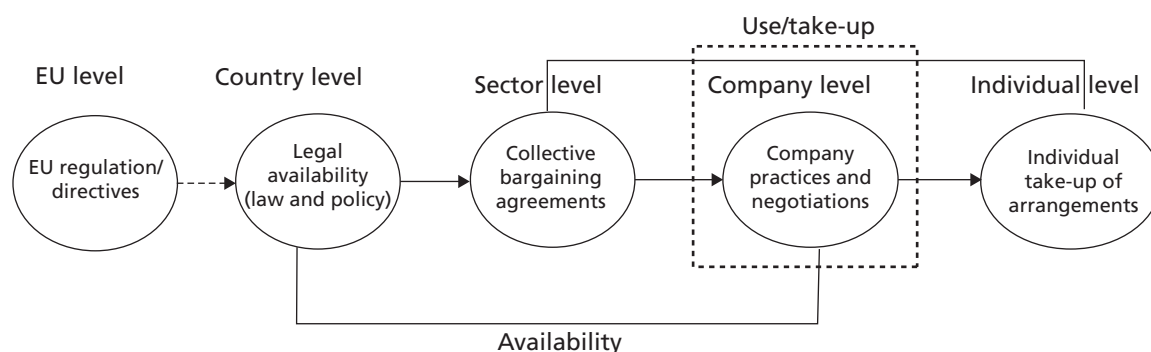 Use/take-up
EU level
Country level
Sector level
Company level
Individual level
EU regulation/
directives
Legal
availability
(law and policy)
Collective
bargaining
agreements
Company
practices and
negotiations
Individual
take-up of
arrangements
Availability